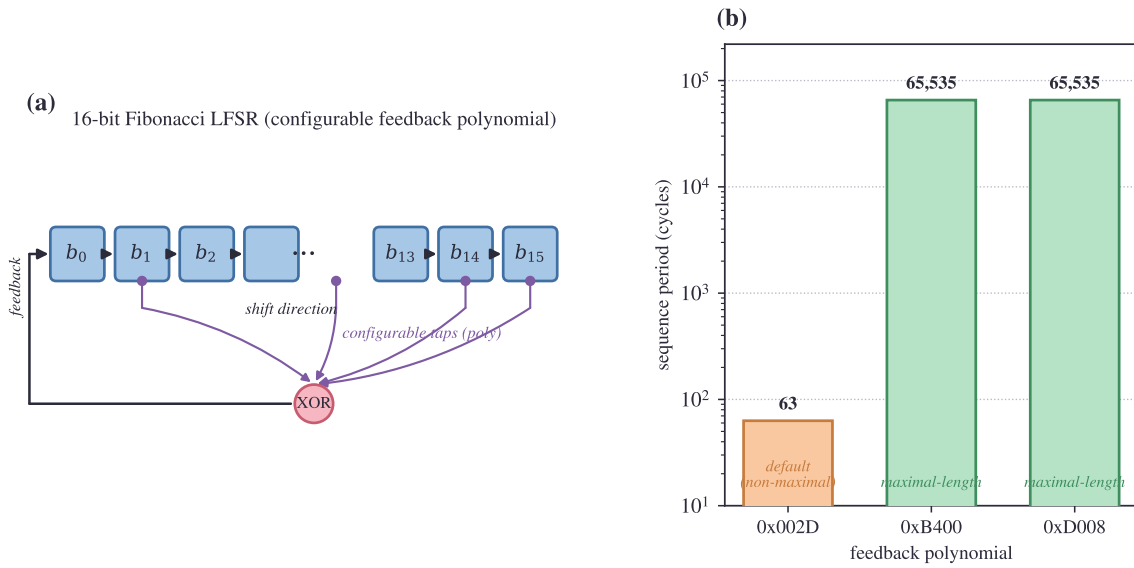 (a)
16-bit Fibonacci LFSR (configurable feedback polynomial)
b0
b1
b2
...
b13
b14
b15
feedback
shift direction
configurable taps (poly)
XOR
(b)
sequence period (cycles)
10^5
10^4
10^3
10^2
10^1
63
65,535
65,535
default
(non-maximal)
maximal-length
maximal-length
0x002D
0xB400
0xD008
feedback polynomial